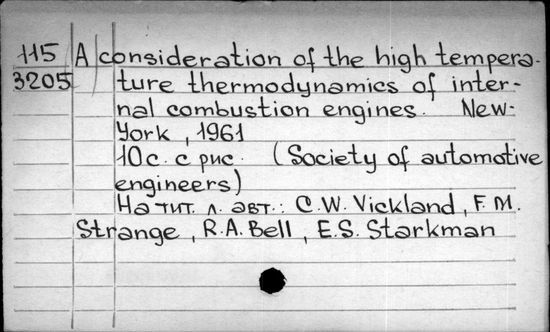 115 A consideration of the high tempera-
3205 ture thermodynamics of inter-
nal combustion engines. New-
York, 1961
10 с. с рис. (Society of automotive
engineers)
На тит. л. авт.: C.W. Vickland, F.M.
Strange, R.A. Bell, E.S. Starkman